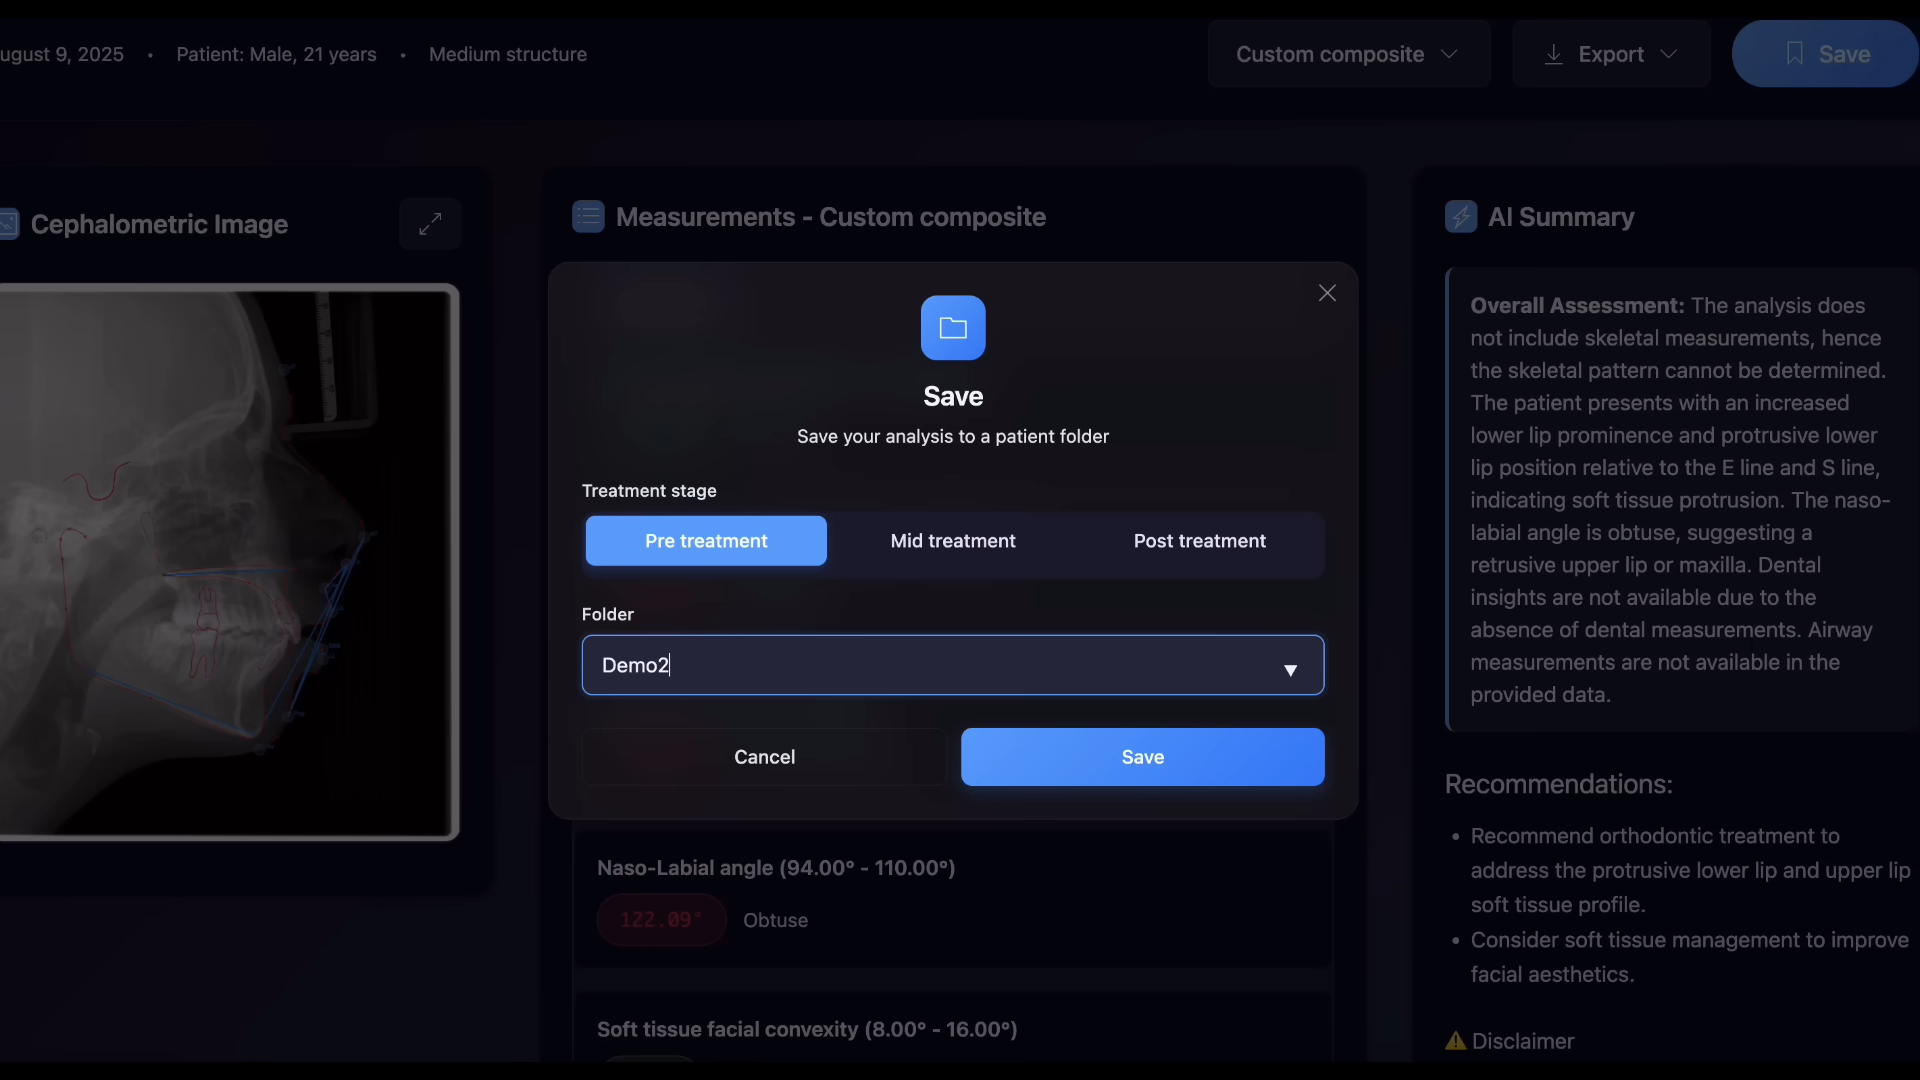 ugust 9, 2025 • Patient: Male, 21 years • Medium structure
Custom composite
Export
Save
Cephalometric Image
Measurements - Custom composite
AI Summary
Save
Save your analysis to a patient folder
Treatment stage
Pre treatment
Mid treatment
Post treatment
Folder
Demo2
Cancel
Save
Naso-Labial angle (94.00° - 110.00°)
122.09°
Obtuse
Soft tissue facial convexity (8.00° - 16.00°)
Overall Assessment: The analysis does
not include skeletal measurements, hence
the skeletal pattern cannot be determined.
The patient presents with an increased
lower lip prominence and protrusive lower
lip position relative to the E line and S line,
indicating soft tissue protrusion. The naso-
labial angle is obtuse, suggesting a
retrusive upper lip or maxilla. Dental
insights are not available due to the
absence of dental measurements. Airway
measurements are not available in the
provided data.
Recommendations:
• Recommend orthodontic treatment to
address the protrusive lower lip and upper lip
soft tissue profile.
• Consider soft tissue management to improve
facial aesthetics.
⚠ Disclaimer